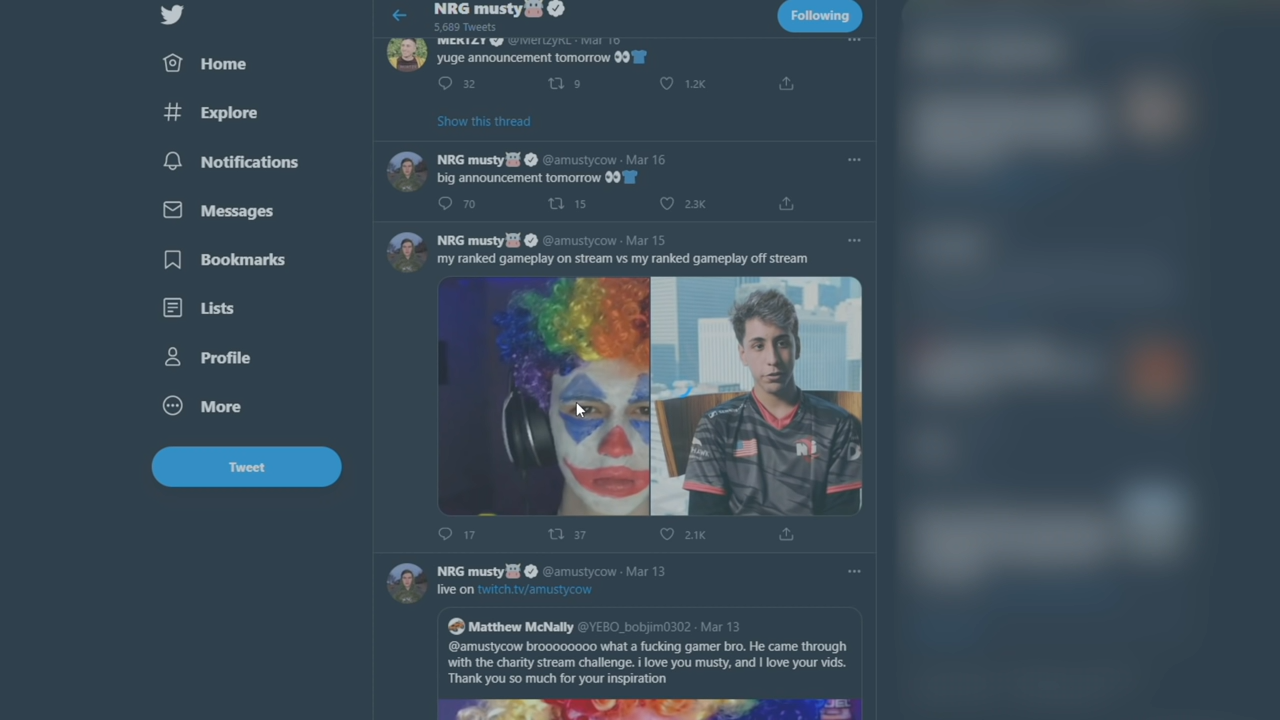 NRG musty
5,689 Tweets
Following
Home
Explore
Notifications
Messages
Bookmarks
Lists
Profile
More
Tweet
MERTZY @MertzyRL · Mar 16
yuge announcement tomorrow 👀👕
32 9 1.2K
Show this thread
NRG musty @amustycow · Mar 16
big announcement tomorrow 👀👕
70 15 2.3K
NRG musty @amustycow · Mar 15
my ranked gameplay on stream vs my ranked gameplay off stream
17 37 2.1K
NRG musty @amustycow · Mar 13
live on twitch.tv/amustycow
Matthew McNally @YEBO_bobjim0302 · Mar 13
@amustycow broooooooo what a fucking gamer bro. He came through
with the charity stream challenge. i love you musty, and I love your vids.
Thank you so much for your inspiration